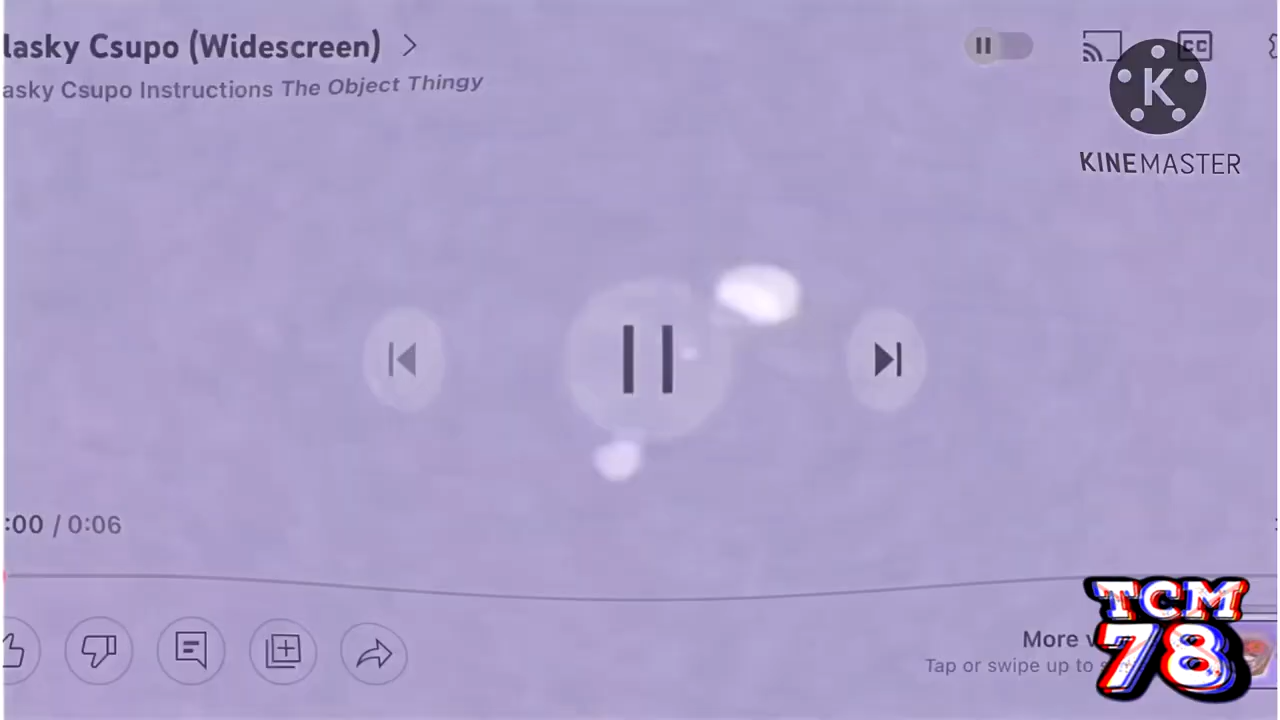 lasky Csupo (Widescreen)
asky Csupo Instructions The Object Thingy
CC
K
KINEMASTER
:00 / 0:06
More v
Tap or swipe up to s
TCM
78